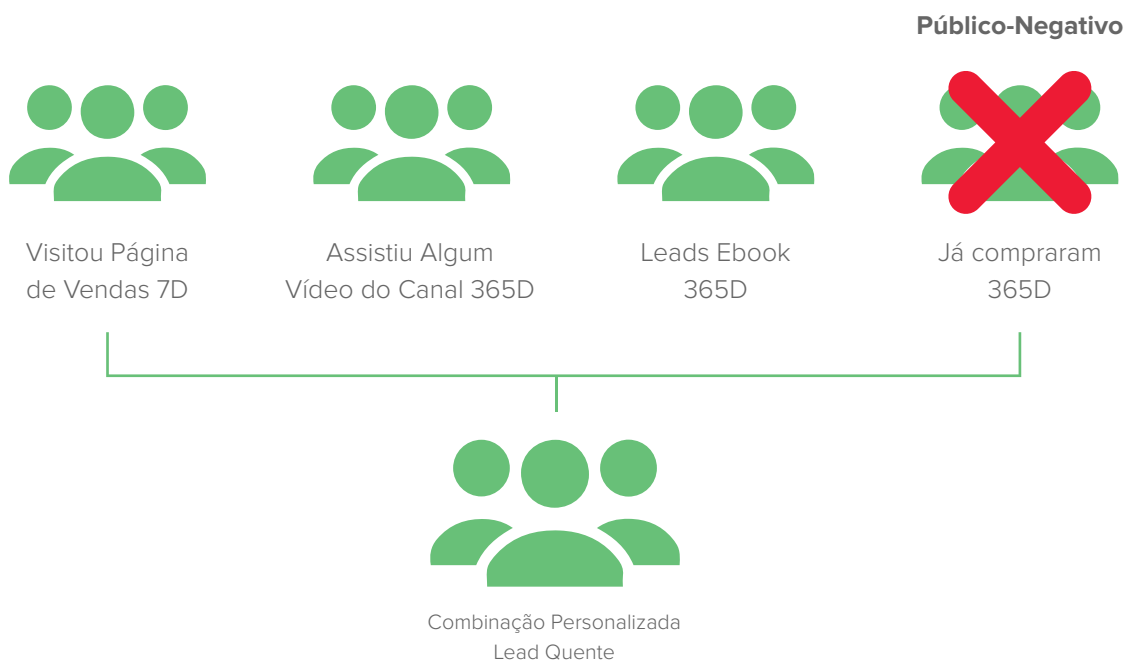 Público-Negativo
Visitou Página
de Vendas 7D
Assistiu Algum
Vídeo do Canal 365D
Leads Ebook
365D
Já compraram
365D
Combinação Personalizada
Lead Quente